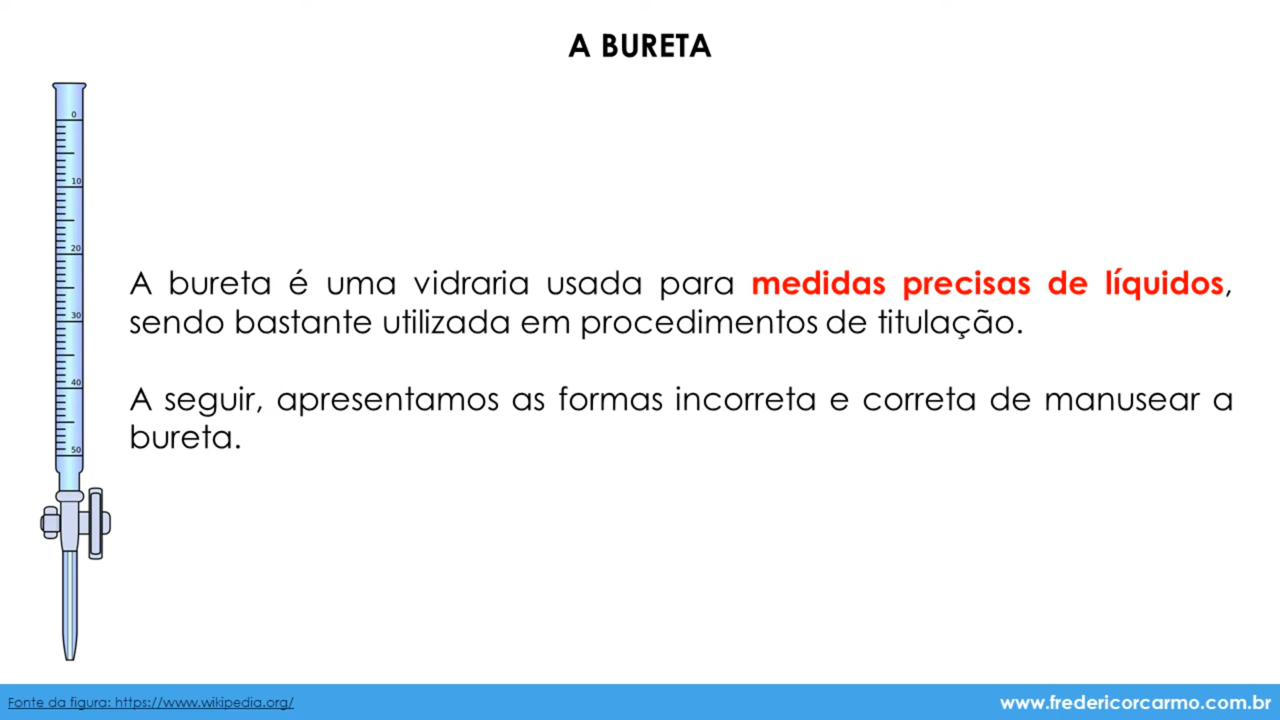 A BURETA
0
10
20
30
40
50
A bureta é uma vidraria usada para medidas precisas de líquidos,
sendo bastante utilizada em procedimentos de titulação.
A seguir, apresentamos as formas incorreta e correta de manusear a
bureta.
Fonte da figura: https://www.wikipedia.org/
www.fredericorcarmo.com.br